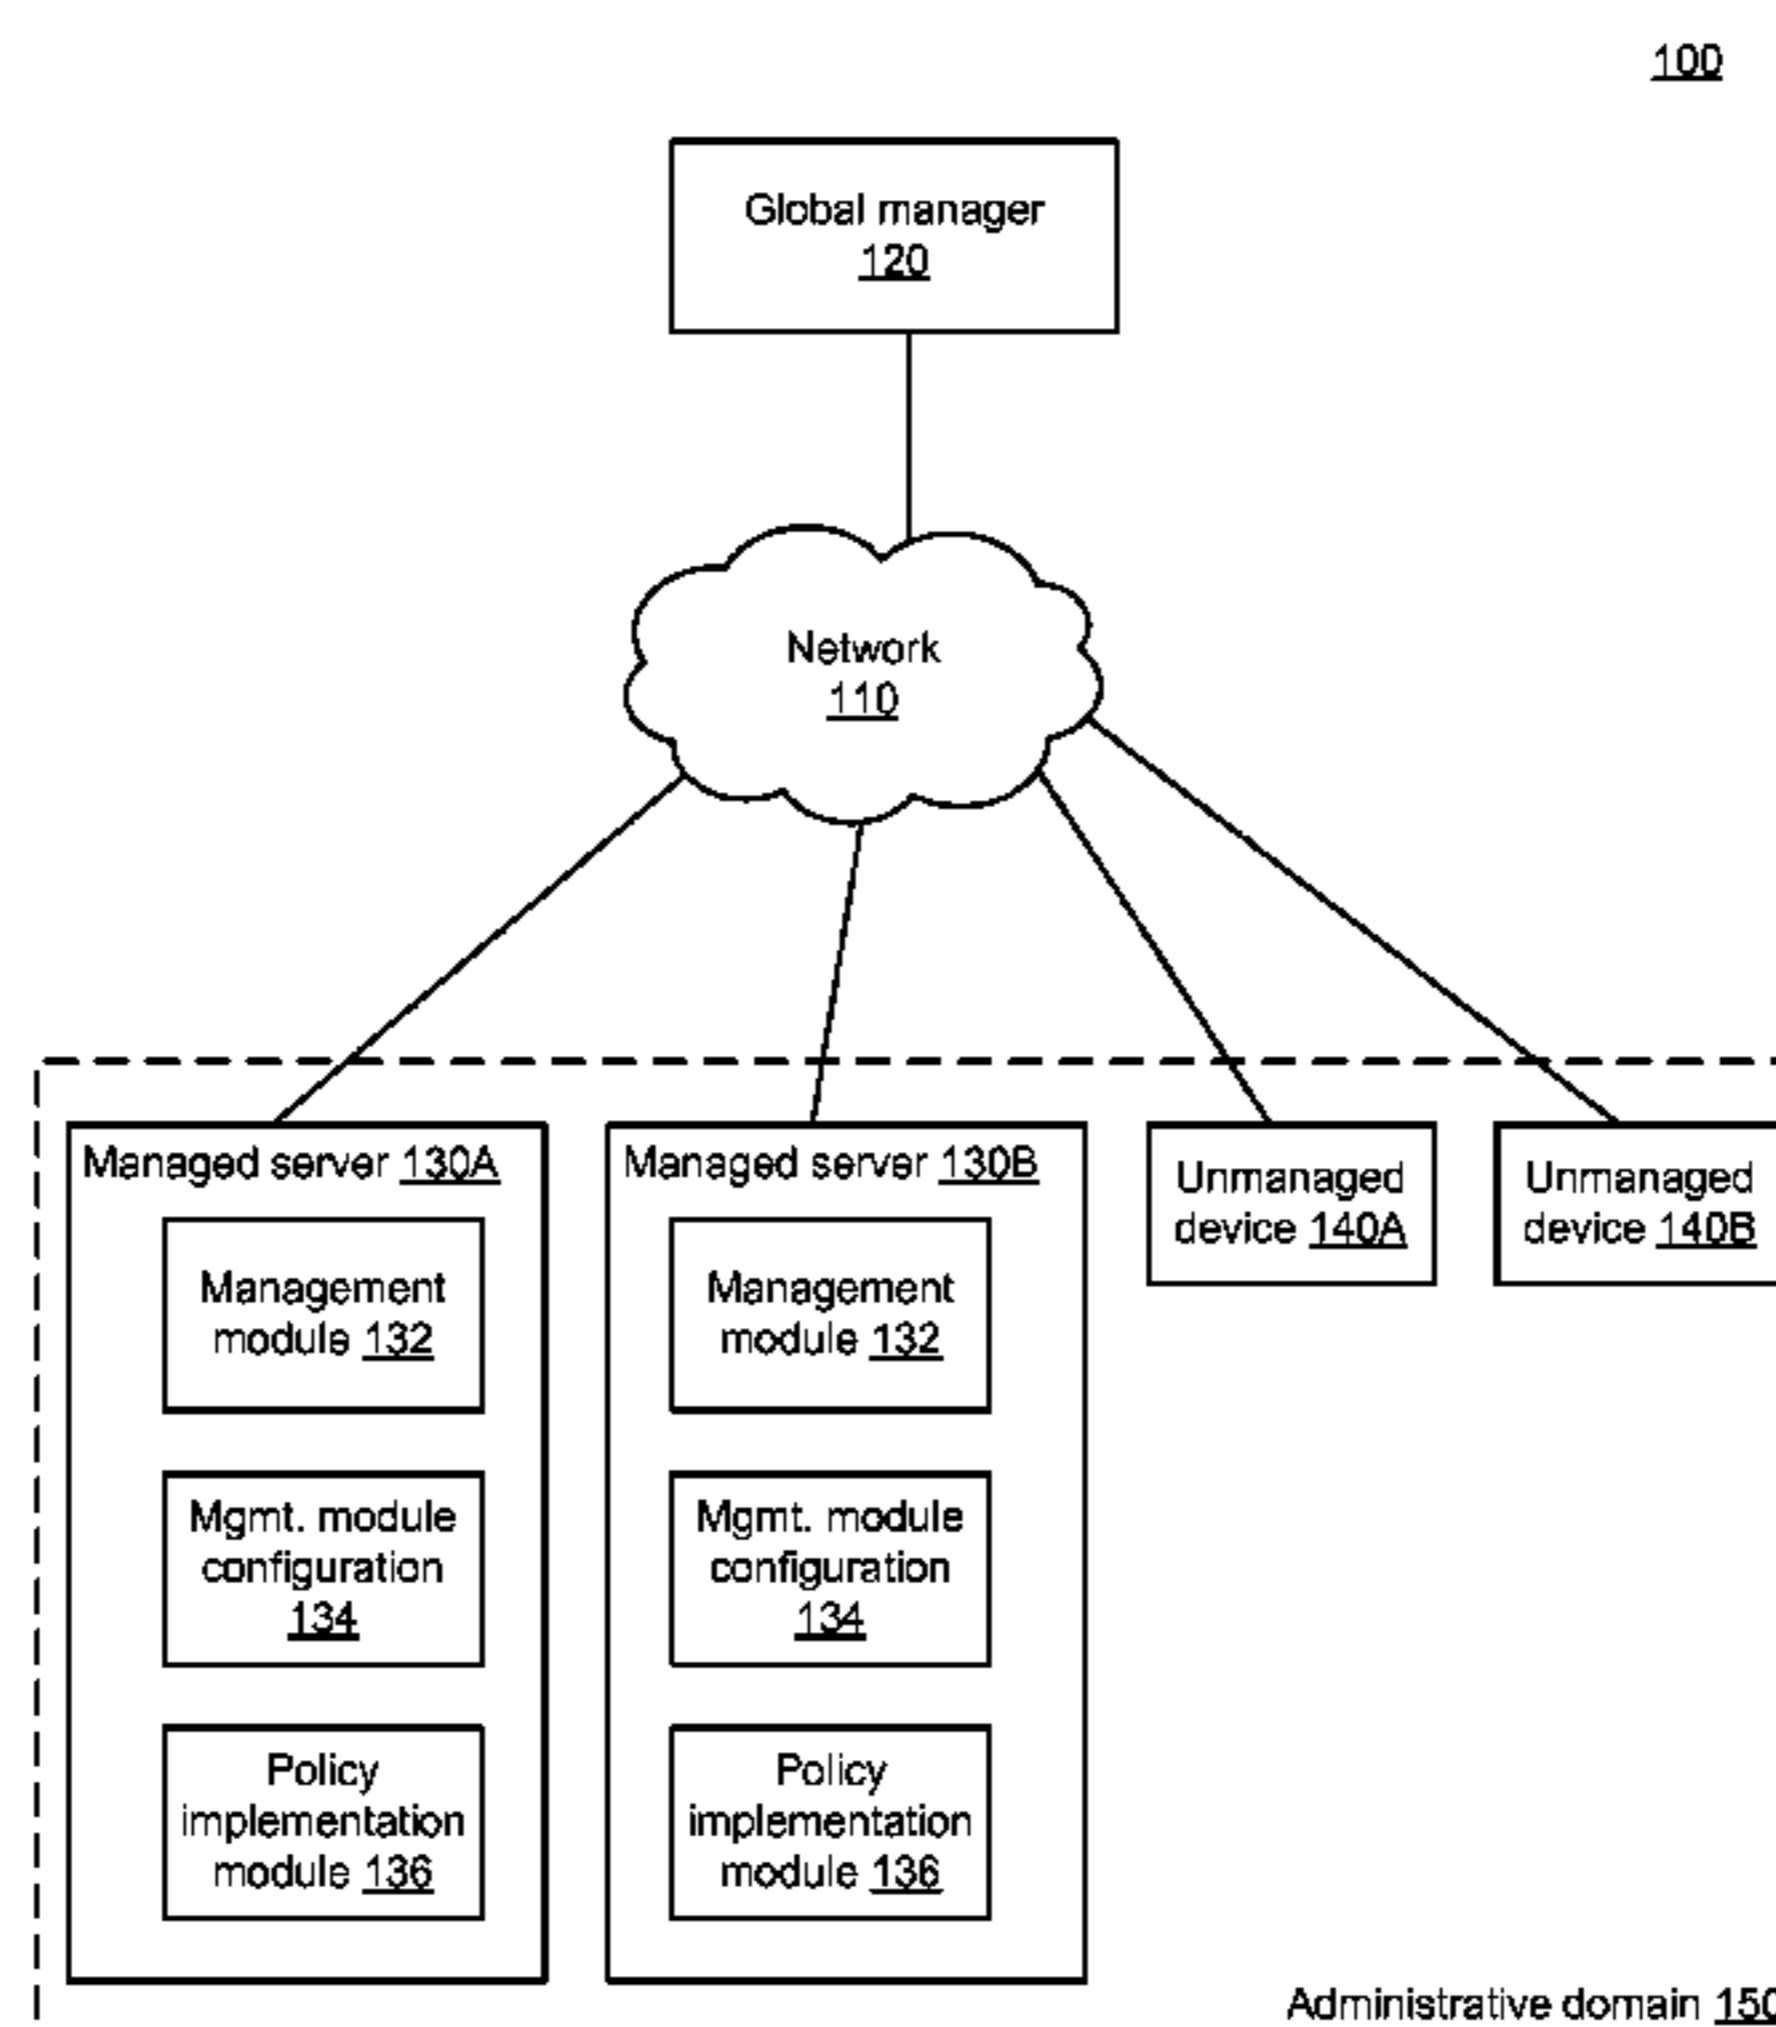 100
Global manager
120
Network
110
Managed server 130A
Management
module 132
Mgmt. module
configuration
134
Policy
implementation
module 136
Managed server 130B
Management
module 132
Mgmt. module
configuration
134
Policy
implementation
module 136
Unmanaged
device 140A
Unmanaged
device 140B
Administrative domain 150